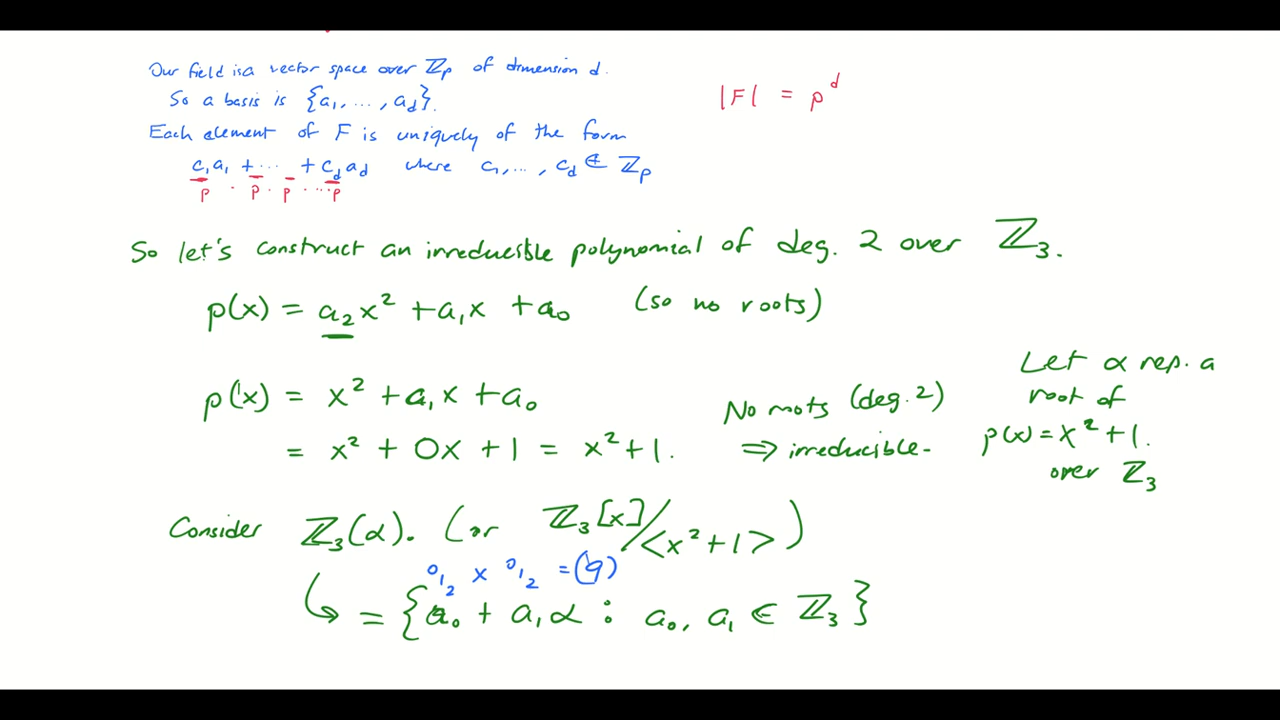 Our field is a vector space over ℤₚ of dimension d.
So a basis is {a₁, ..., a_d}.
|F| = p^d
Each element of F is uniquely of the form
c₁a₁ + ... + c_d a_d where c₁, ..., c_d ∈ ℤₚ
p · p · p · ... p
So let's construct an irreducible polynomial of deg. 2 over ℤ₃.
p(x) = a₂x² + a₁x + a₀ (so no roots)
p(x) = x² + a₁x + a₀
= x² + 0x + 1 = x² + 1.
No roots (deg. 2)
⇒ irreducible.
Let α rep. a
root of
p(x) = x² + 1.
over ℤ₃
Consider ℤ₃(α). (or ℤ₃[x]/<x² + 1>)
0 1 2 × 0 1 2 = (9)
↳ = {a₀ + a₁α : a₀, a₁ ∈ ℤ₃}